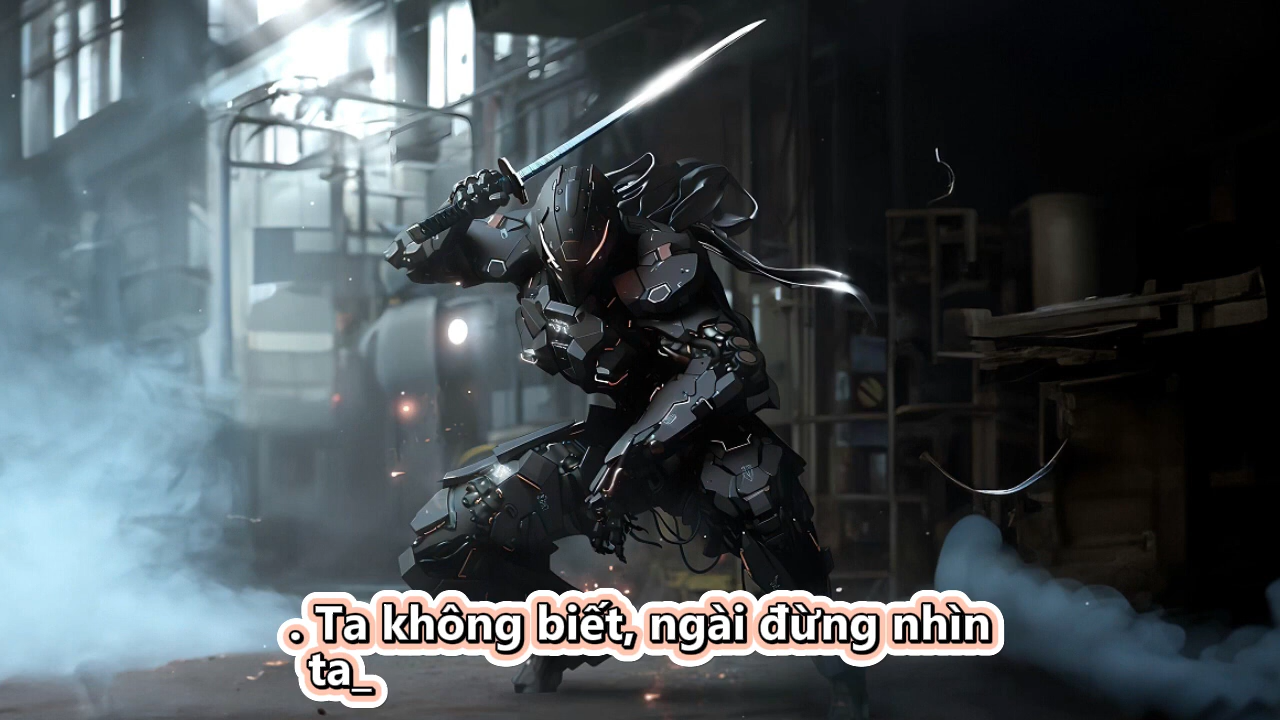 . Ta không biết, ngài đừng nhìn
ta_